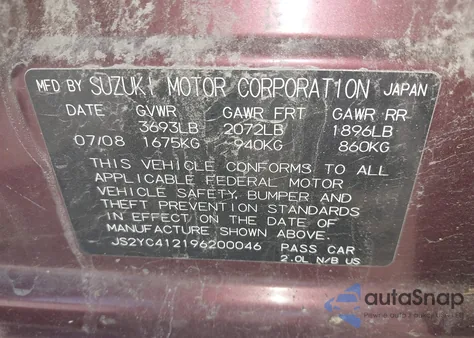 MFD BY SUZUKI MOTOR CORPORATION JAPAN
DATE GVWR GAWR FRT GAWR RR
3693LB 2072LB 1896LB
07/08 1675KG 940KG 860KG
THIS VEHICLE CONFORMS TO ALL
APPLICABLE FEDERAL MOTOR
VEHICLE SAFETY, BUMPER AND
THEFT PREVENTION STANDARDS
IN EFFECT ON THE DATE OF
MANUFACTURE SHOWN ABOVE.
JS2YC412196200046 PASS CAR
2.0L N/B US
autoSnap